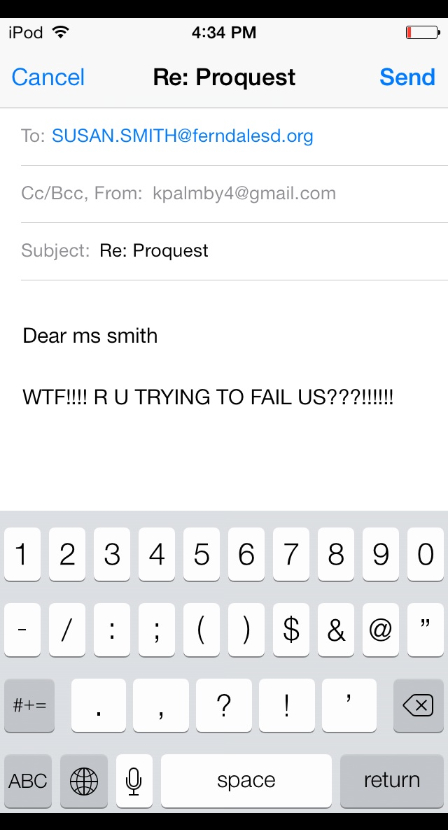 iPod 4:34 PM
Cancel Re: Proquest Send
To: SUSAN.SMITH@ferndalesd.org
Cc/Bcc, From: kpalmby4@gmail.com
Subject: Re: Proquest
Dear ms smith
WTF!!!! R U TRYING TO FAIL US???!!!!!!
1 2 3 4 5 6 7 8 9 0
- / : ; ( ) $ & @ ”
#+= . , ? ! ’
ABC space return